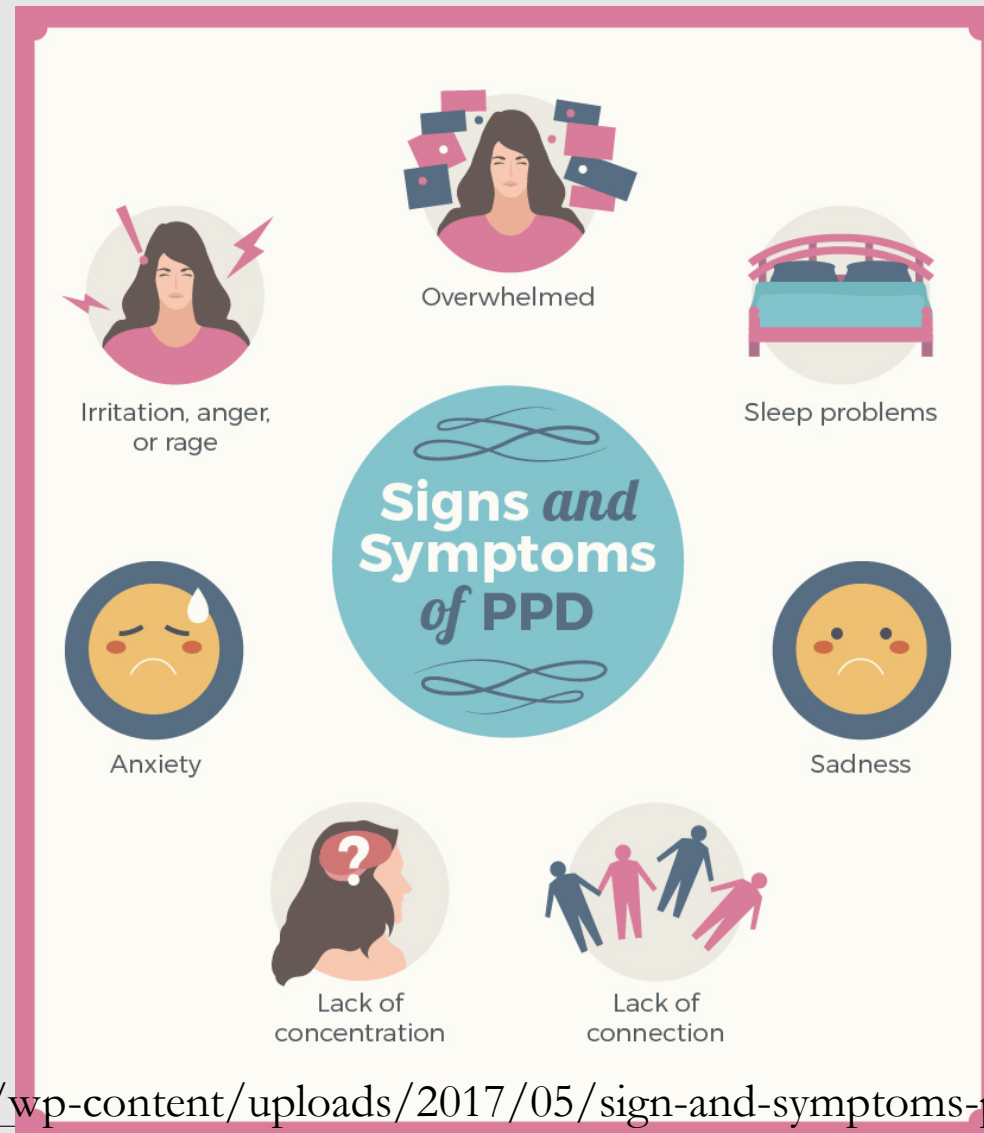 Overwhelmed
Irritation, anger,
or rage
Sleep problems
Signs and
Symptoms
of PPD
Anxiety
Sadness
?
Lack of
concentration
Lack of
connection
/wp-content/uploads/2017/05/sign-and-symptoms-